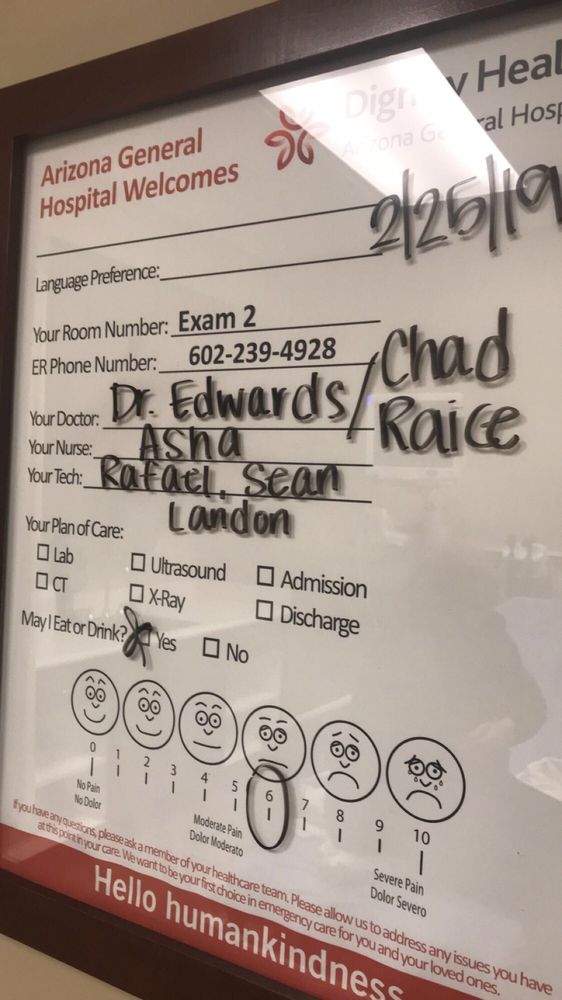 Arizona General
Hospital Welcomes
Arizona General Hosp
2/25/19
Language Preference:
Your Room Number: Exam 2
ER Phone Number: 602-239-4928
Your Doctor: Dr. Edwards/Chad Raice
Your Nurse: Asha
Your Tech: Rafael, Sean
Landon
Your Plan of Care:
Lab Ultrasound Admission
CT X-Ray Discharge
May I Eat or Drink? Yes No
0 1 2 3 4 5 6 7 8 9 10
No Pain Moderate Pain Severe Pain
No Dolor Dolor Moderato Dolor Severo
If you have any questions, please ask a member of your healthcare team. Please allow us to address any issues you have
at this point in your care. We want to be your first choice in emergency care for you and your loved ones.
Hello humankindness